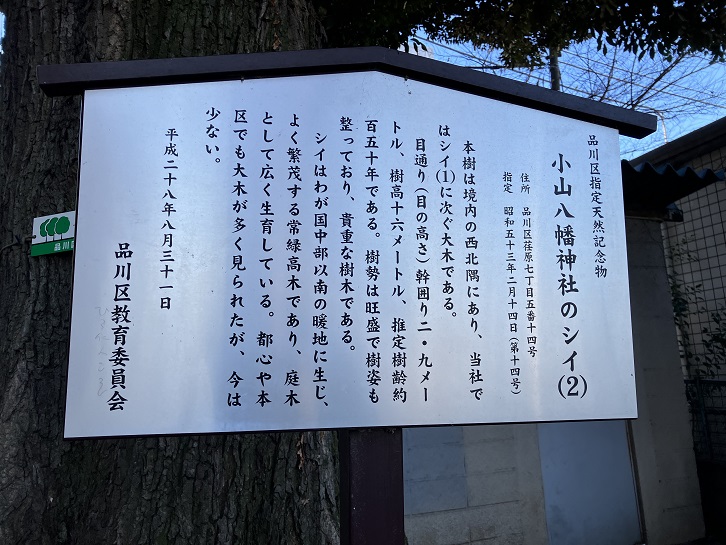 品川区指定天然記念物
小山八幡神社のシイ(2)
住所 品川区荏原七丁目五番十四号
指定 昭和五十三年二月十四日(第十四号)
本樹は境内の西北隅にあり、当社で
はシイ(1)に次ぐ大木である。
目通り(目の高さ)幹囲り二・九メー
トル、樹高十六メートル、推定樹齢約
百五十年である。樹勢は旺盛で樹姿も
整っており、貴重な樹木である。
シイはわが国中部以南の暖地に生じ、
よく繁茂する常緑高木であり、庭木
として広く生育している。都心や本
区でも大木が多く見られたが、今は
少ない。
平成二十八年八月三十一日
品川区教育委員会
品川区